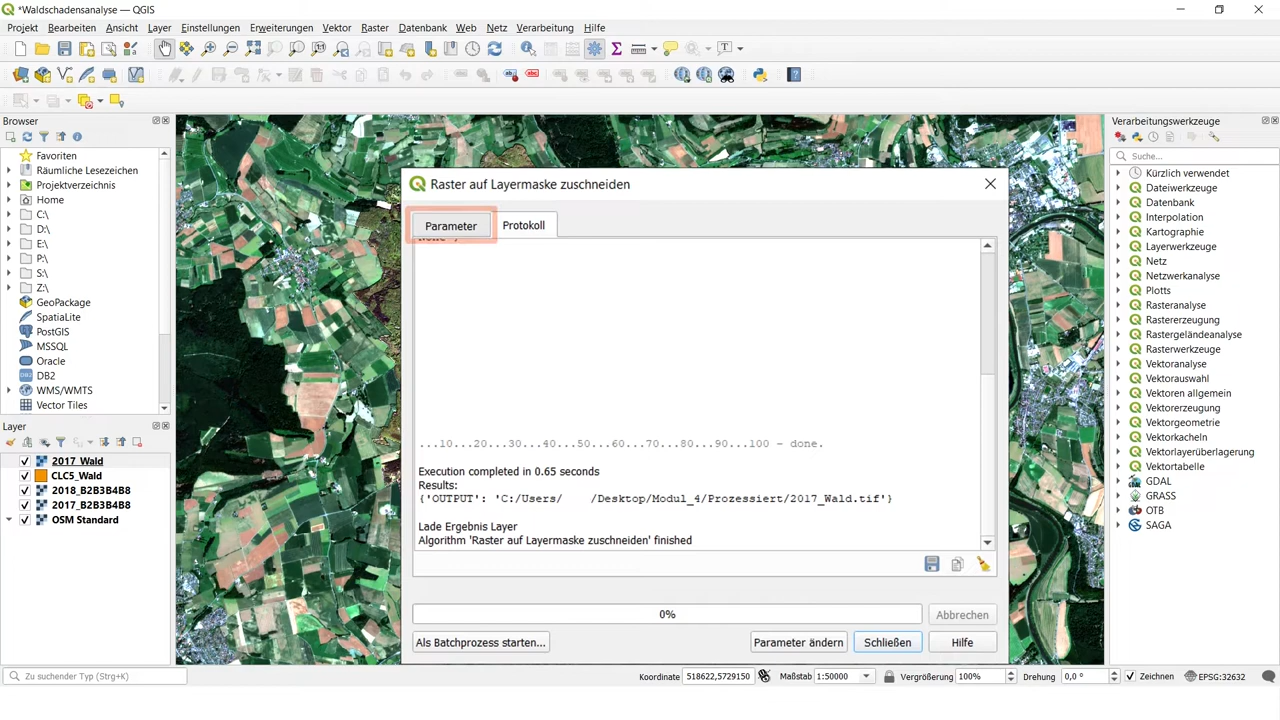 *Waldschadensanalyse — QGIS
Projekt Bearbeiten Ansicht Layer Einstellungen Erweiterungen Vektor Raster Datenbank Web Netz Verarbeitung Hilfe
Browser
Favoriten
Räumliche Lesezeichen
Projektverzeichnis
Home
C:\
D:\
E:\
P:\
S:\
Z:\
GeoPackage
SpatiaLite
PostGIS
MSSQL
Oracle
DB2
WMS/WMTS
Vector Tiles
Layer
2017_Wald
CLC5_Wald
2018_B2B3B4B8
2017_B2B3B4B8
OSM Standard
Raster auf Layermaske zuschneiden
Parameter Protokoll
...10...20...30...40...50...60...70...80...90...100 - done.
Execution completed in 0.65 seconds
Results:
{'OUTPUT': 'C:/Users/ /Desktop/Modul_4/Prozessiert/2017_Wald.tif'}
Lade Ergebnis Layer
Algorithm 'Raster auf Layermaske zuschneiden' finished
0%
Abbrechen
Als Batchprozess starten...
Parameter ändern
Schließen
Hilfe
Verarbeitungswerkzeuge
Suche...
Kürzlich verwendet
Dateiwerkzeuge
Datenbank
Interpolation
Kartographie
Layerwerkzeuge
Netz
Netzwerkanalyse
Plotts
Rasteranalyse
Rastererzeugung
Rastergeländeanalyse
Rasterwerkzeuge
Vektoranalyse
Vektorauswahl
Vektoren allgemein
Vektorerzeugung
Vektorgeometrie
Vektorkacheln
Vektorlayerüberlagerung
Vektortabelle
GDAL
GRASS
OTB
SAGA
Zu suchender Typ (Strg+K)
Koordinate 518622,5729150 Maßstab 1:50000 Vergrößerung 100% Drehung 0,0 ° Zeichnen EPSG:32632